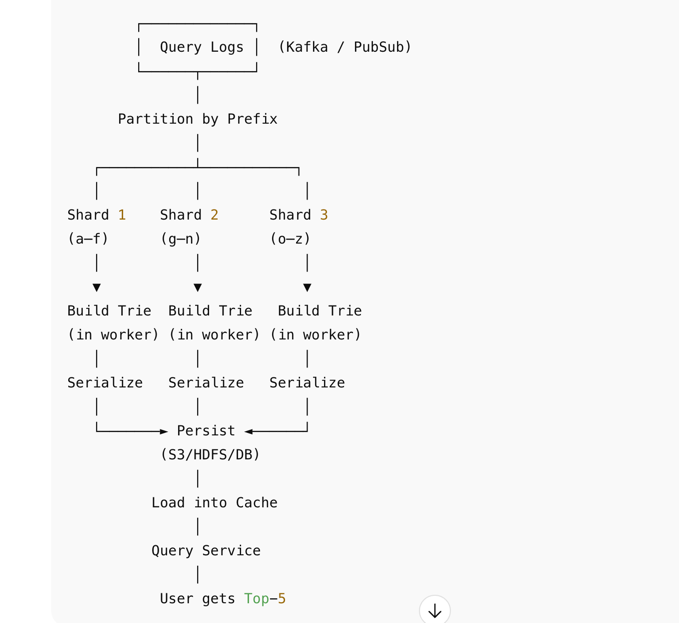 Query Logs (Kafka / PubSub)
Partition by Prefix
Shard 1 Shard 2 Shard 3
(a–f) (g–n) (o–z)
Build Trie Build Trie Build Trie
(in worker) (in worker) (in worker)
Serialize Serialize Serialize
Persist
(S3/HDFS/DB)
Load into Cache
Query Service
User gets Top-5